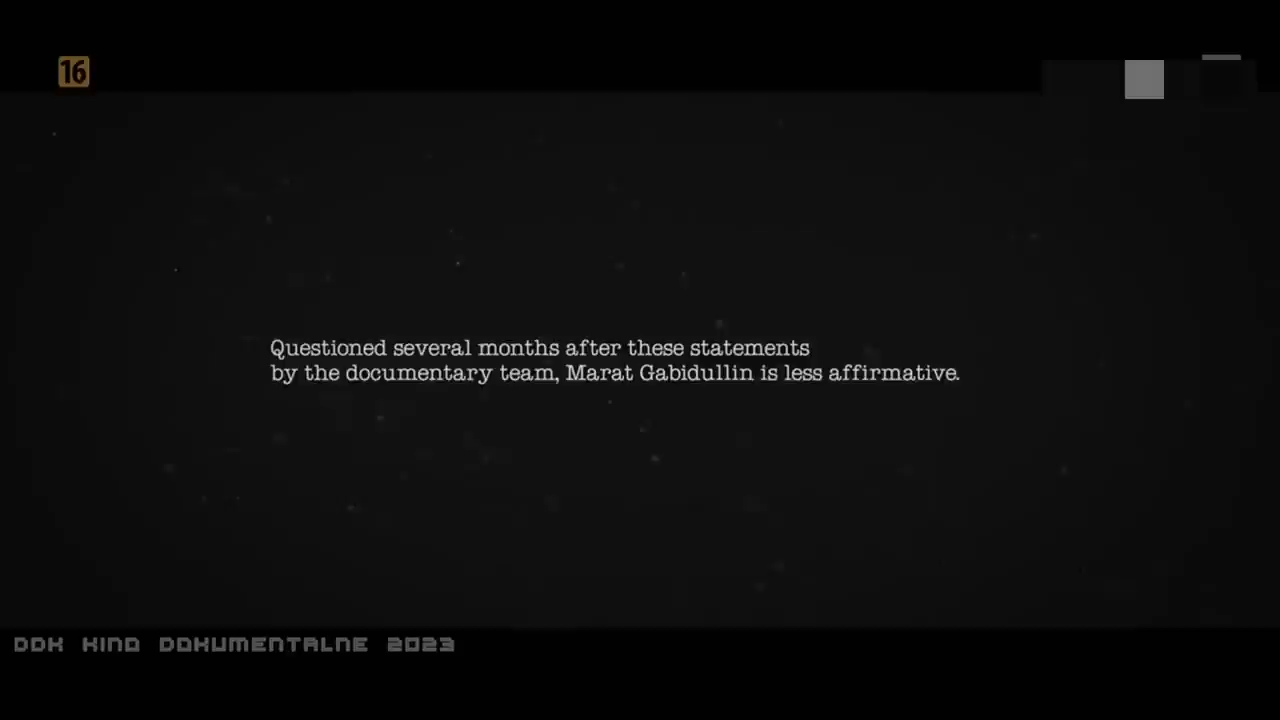 16
Questioned several months after these statements
by the documentary team, Marat Gabidullin is less affirmative.
DDK KINO DOKUMENTALNE 2023